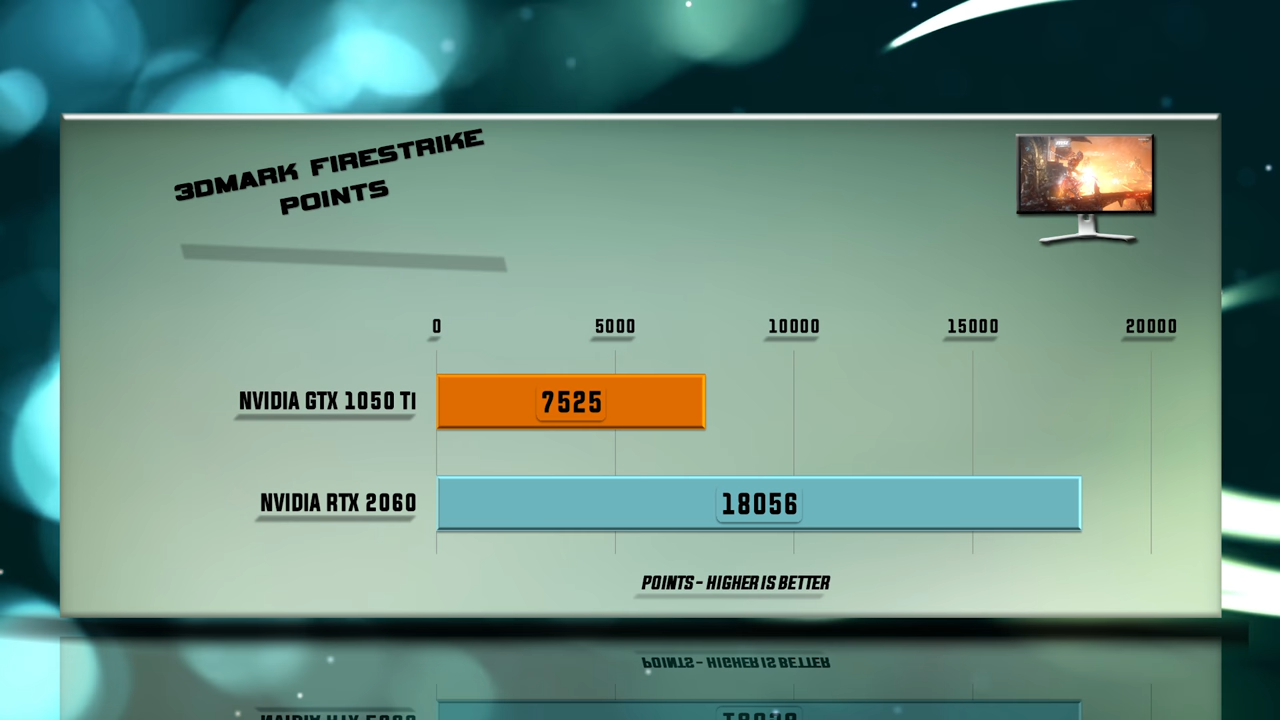 3DMARK FIRESTRIKE
POINTS
0 5000 10000 15000 20000
NVIDIA GTX 1050 TI 7525
NVIDIA RTX 2060 18056
POINTS - HIGHER IS BETTER